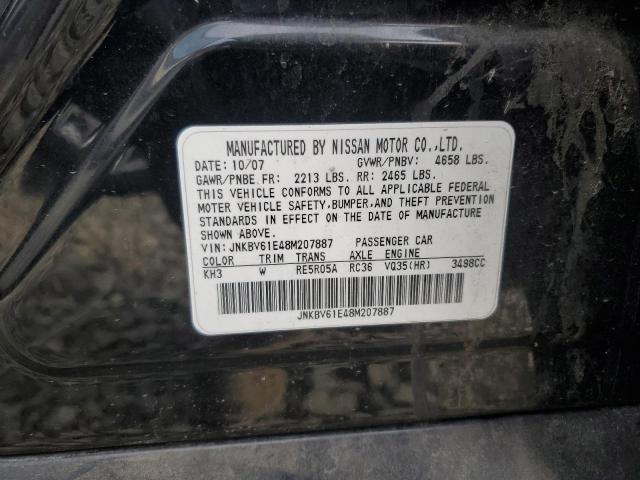 MANUFACTURED BY NISSAN MOTOR CO.,LTD.
DATE: 10/07 GVWR/PNBV: 4658 LBS.
GAWR/PNBE FR: 2213 LBS. RR: 2465 LBS.
THIS VEHICLE CONFORMS TO ALL APPLICABLE FEDERAL
MOTOR VEHICLE SAFETY,BUMPER,AND THEFT PREVENTION
STANDARDS IN EFFECT ON THE DATE OF MANUFACTURE
SHOWN ABOVE.
VIN: JNKBV61E48M207887 PASSENGER CAR
COLOR TRIM TRANS AXLE ENGINE
KH3 W RE5R05A RC36 VQ35(HR) 3498CC
JNKBV61E48M207887